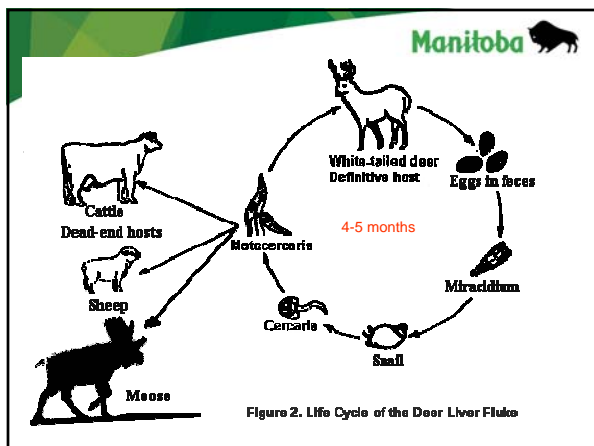 Manitoba
White-tailed deer
Definitive host
Eggs in feces
Cattle
Dead-end hosts
4-5 months
Metacercaria
Miracidium
Sheep
Cercaria
Snail
Moose
Figure 2. Life Cycle of the Deer Liver Fluke